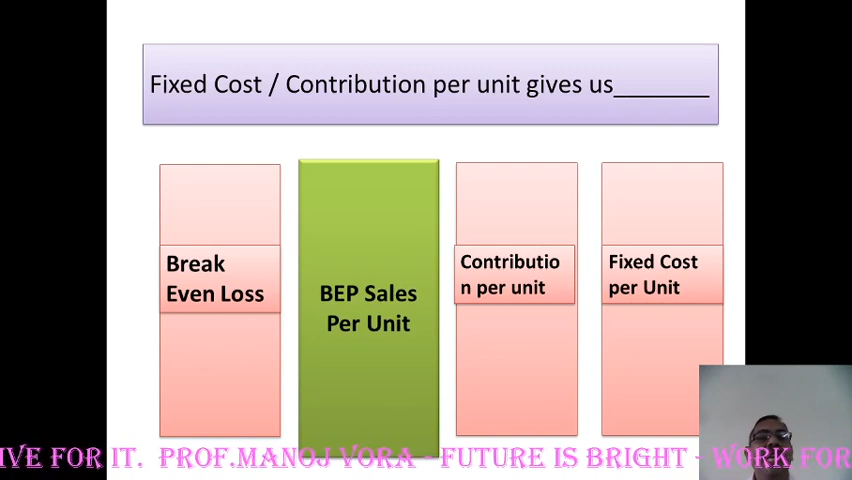 Fixed Cost / Contribution per unit gives us_______
Break
Even Loss
BEP Sales
Per Unit
Contributio
n per unit
Fixed Cost
per Unit
IVE FOR IT.  PROF.MANOJ VORA - FUTURE IS BRIGHT - WORK FOR